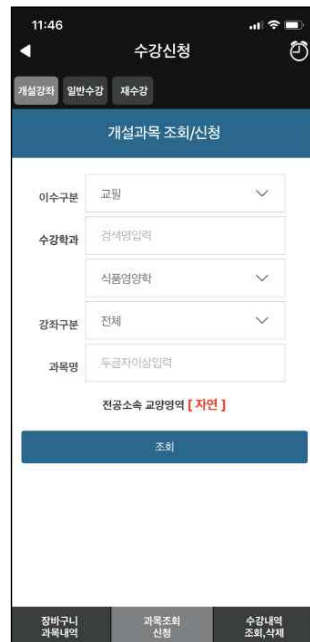 11:46
수강신청
개설강좌 일반수강 재수강
개설과목 조회/신청
이수구분 교필
수강학과 검색명입력
식품영양학
강좌구분 전체
과목명 두글자이상입력
전공소속 교양영역 [ 자연 ]
조회
장바구니 과목조회 수강내역
과목내역 신청 조회,삭제